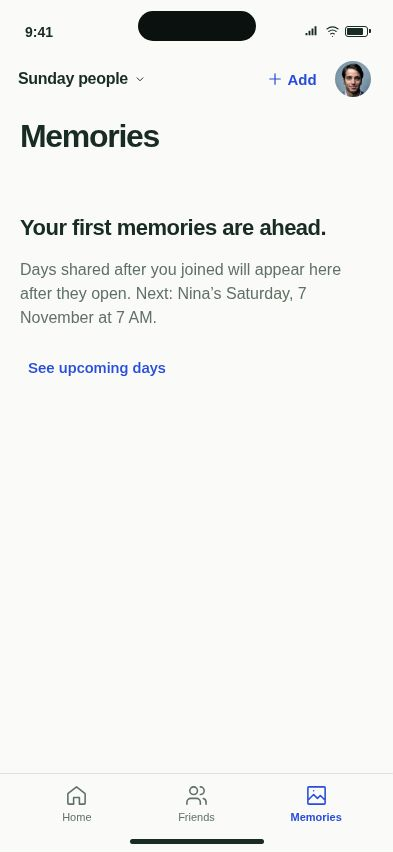 9:41
Sunday people
Add
Memories
Your first memories are ahead.
Days shared after you joined will appear here
after they open. Next: Nina’s Saturday, 7
November at 7 AM.
See upcoming days
Home
Friends
Memories